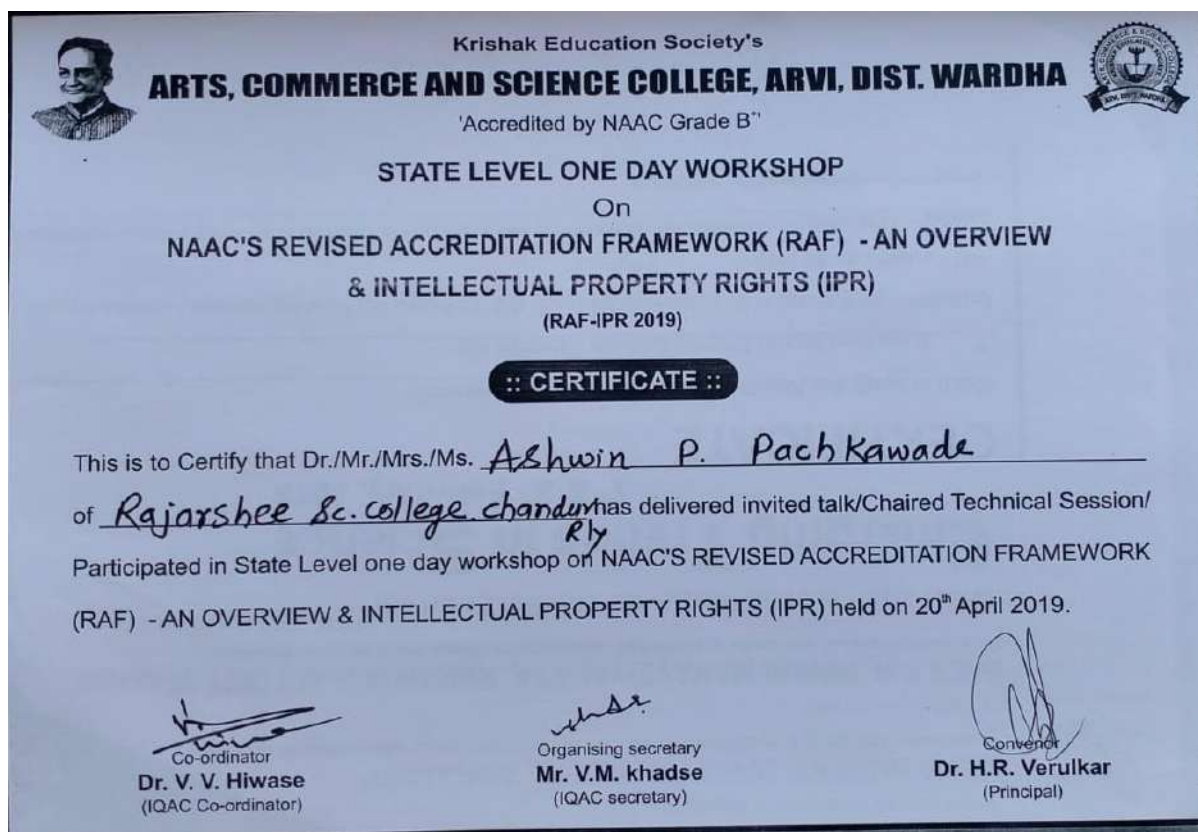 Krishak Education Society's
ARTS, COMMERCE AND SCIENCE COLLEGE, ARVI, DIST. WARDHA
'Accredited by NAAC Grade B"
STATE LEVEL ONE DAY WORKSHOP
On
NAAC'S REVISED ACCREDITATION FRAMEWORK (RAF) - AN OVERVIEW
& INTELLECTUAL PROPERTY RIGHTS (IPR)
(RAF-IPR 2019)
:: CERTIFICATE ::
This is to Certify that Dr./Mr./Mrs./Ms. Ashwin P. Pachkawade
of Rajarshee Sc. college chandur has delivered invited talk/Chaired Technical Session/
Rly
Participated in State Level one day workshop on NAAC'S REVISED ACCREDITATION FRAMEWORK
(RAF) - AN OVERVIEW & INTELLECTUAL PROPERTY RIGHTS (IPR) held on 20th April 2019.
Co-ordinator
Dr. V. V. Hiwase
(IQAC Co-ordinator)
Organising secretary
Mr. V.M. khadse
(IQAC secretary)
Convenor
Dr. H.R. Verulkar
(Principal)